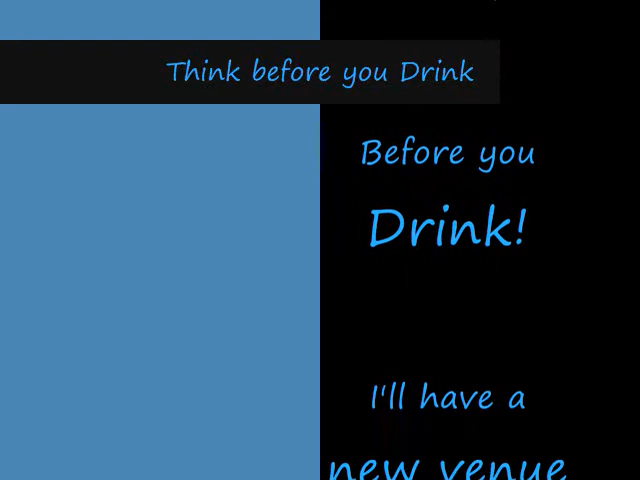 Think before you Drink
Before you
Drink!
I'll have a
new venue